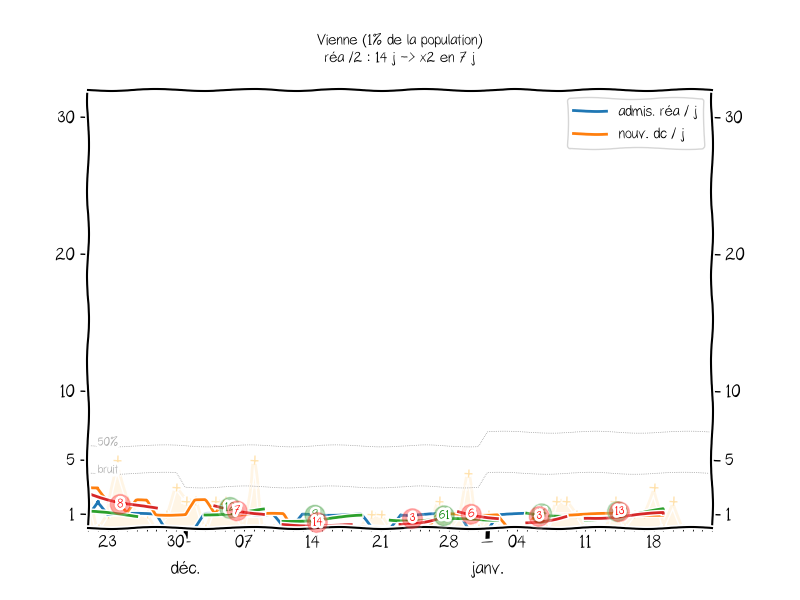 Vienne (1% de la population)
réa /2 : 14 j -> x2 en 7 j
admis. réa / j
nouv. dc / j
30 30
20 20
10 10
50%
5 5
bruit
1 1
8 7 14 3 61 6 3 13
23 30 07 14 21 28 04 11 18
déc. janv.